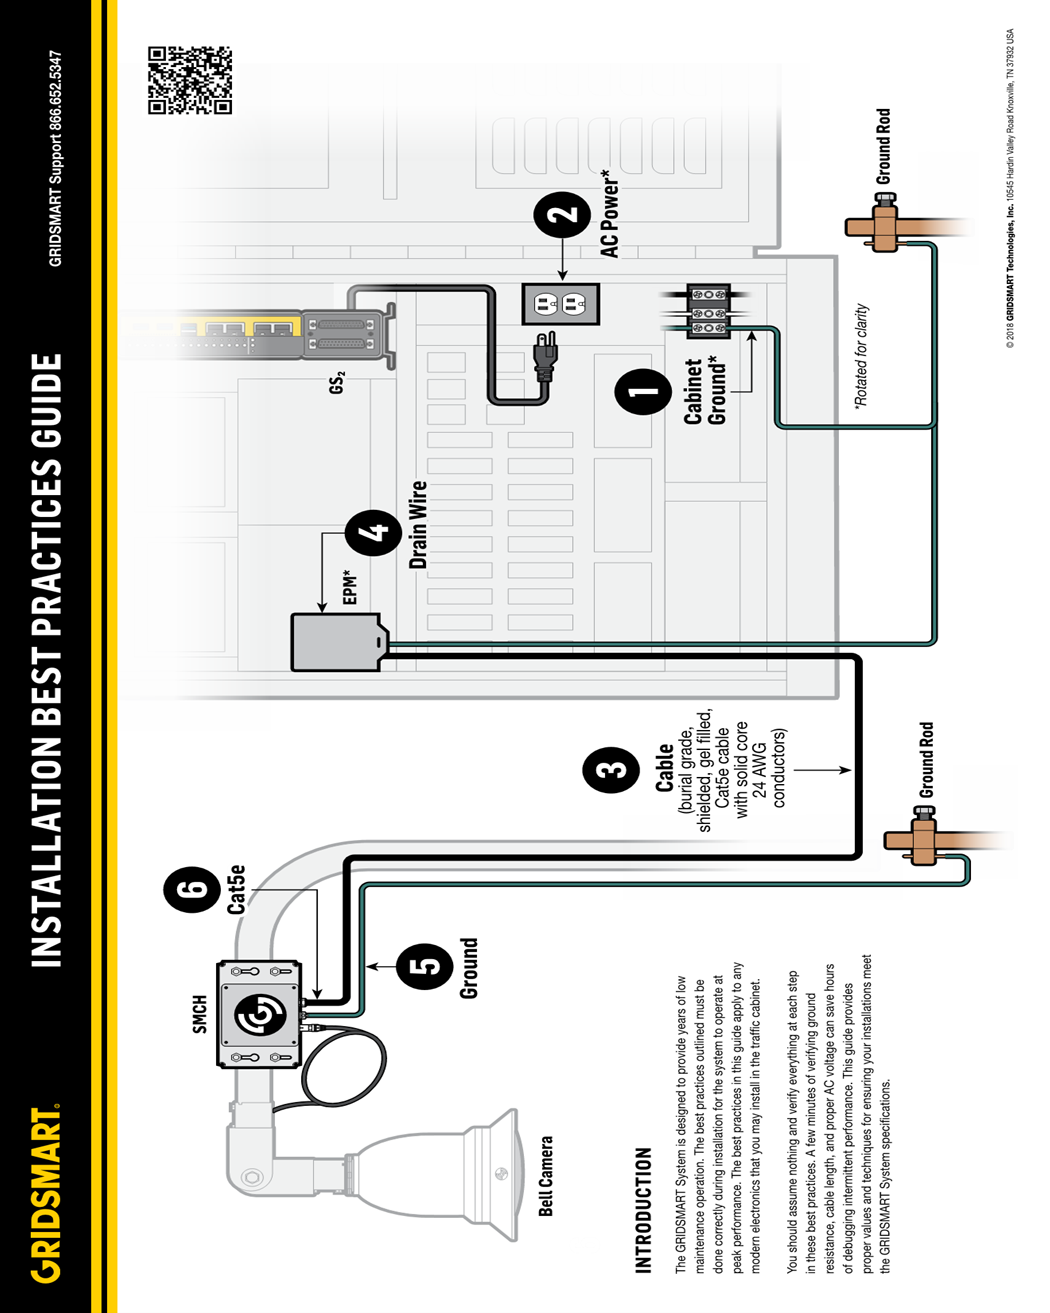 GRIDSMART
INSTALLATION BEST PRACTICES GUIDE
GRIDSMART Support 866.652.5347
SMCH
6
Cat5e
5
Ground
Bell Camera
3
Cable
(burial grade,
shielded, gel filled,
Cat5e cable
with solid core
24 AWG
conductors)
Ground Rod
EPM*
4
Drain Wire
GS2
2
AC Power*
1
Cabinet
Ground*
*Rotated for clarity
Ground Rod
INTRODUCTION
The GRIDSMART System is designed to provide years of low
maintenance operation. The best practices outlined must be
done correctly during installation for the system to operate at
peak performance. The best practices in this guide apply to any
modern electronics that you may install in the traffic cabinet.
You should assume nothing and verify everything at each step
in these best practices. A few minutes of verifying ground
resistance, cable length, and proper AC voltage can save hours
of debugging intermittent performance. This guide provides
proper values and techniques for ensuring your installations meet
the GRIDSMART System specifications.
© 2018 GRIDSMART Technologies, Inc. 10545 Hardin Valley Road Knoxville, TN 37932 USA